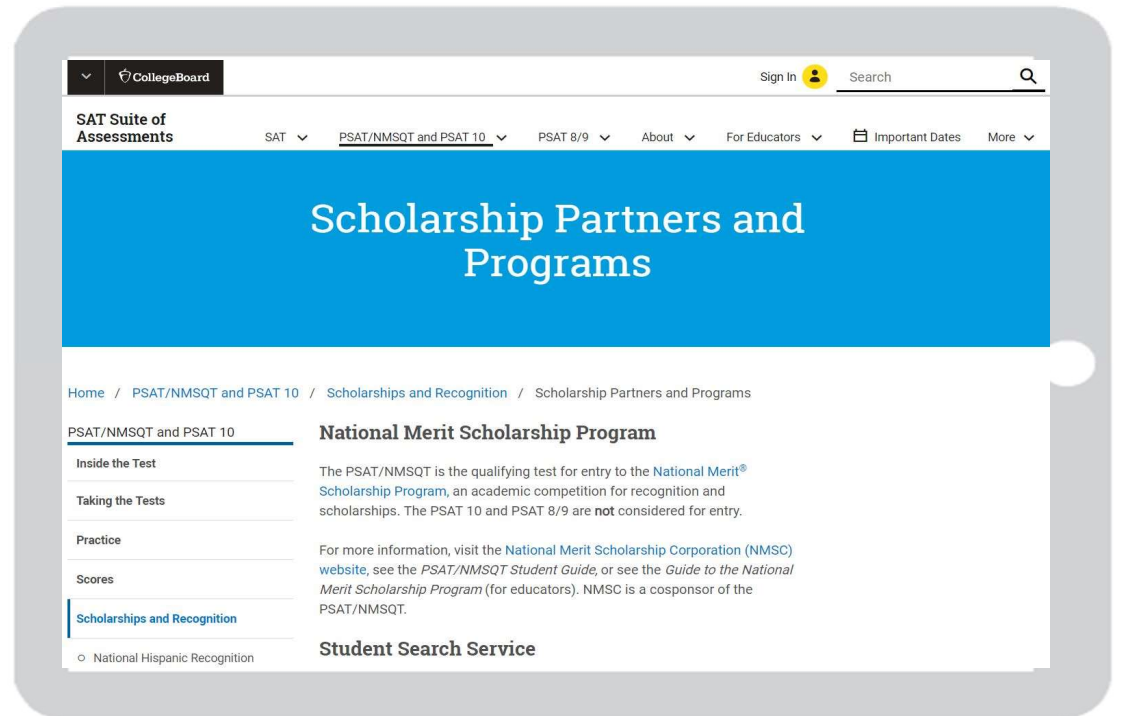 CollegeBoard
Sign In
Search
SAT Suite of
Assessments
SAT
PSAT/NMSQT and PSAT 10
PSAT 8/9
About
For Educators
Important Dates
More
Scholarship Partners and
Programs
Home / PSAT/NMSQT and PSAT 10 / Scholarships and Recognition / Scholarship Partners and Programs
PSAT/NMSQT and PSAT 10
Inside the Test
Taking the Tests
Practice
Scores
Scholarships and Recognition
National Hispanic Recognition
National Merit Scholarship Program
The PSAT/NMSQT is the qualifying test for entry to the National Merit®
Scholarship Program, an academic competition for recognition and
scholarships. The PSAT 10 and PSAT 8/9 are not considered for entry.
For more information, visit the National Merit Scholarship Corporation (NMSC)
website, see the PSAT/NMSQT Student Guide, or see the Guide to the National
Merit Scholarship Program (for educators). NMSC is a cosponsor of the
PSAT/NMSQT.
Student Search Service